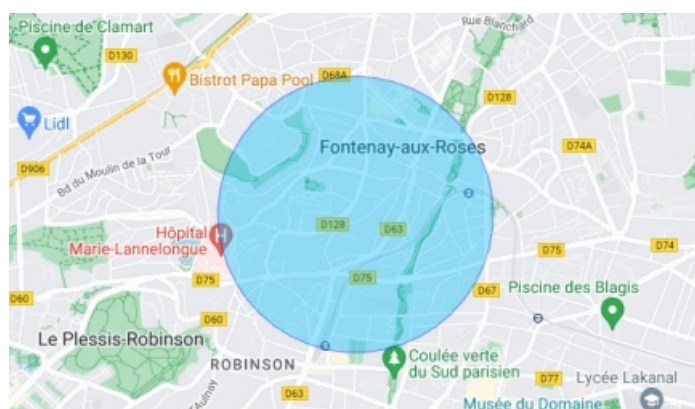 Rue Blanchard
Piscine de Clamart
D130
D68A
Bistrot Papa Pool
D128
Lidl
Fontenay-aux-Roses
D74A
Bd du Moulin de la Tour
D906
Hôpital
Marie-Lannelongue
D128
D63
D75
D74
D75
D75
D60
D67
Piscine des Blagis
D60
Le Plessis-Robinson
ROBINSON
Coulée verte
du Sud parisien
D77
Lycée Lakanal
D63
d'Aulnay
Musée du Domaine